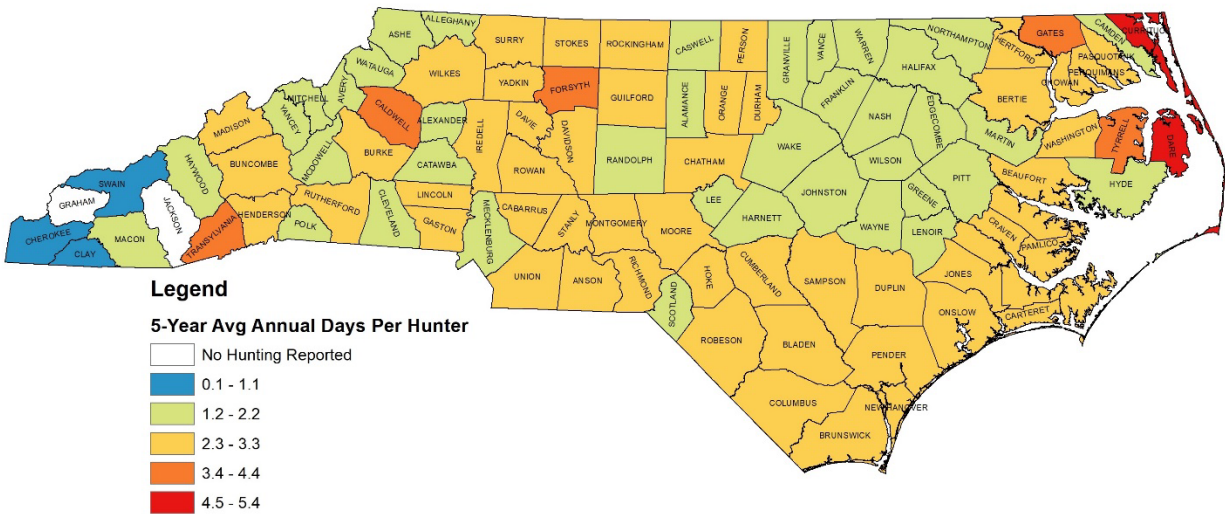 ALLEGHANY
ASHE
SURRY
STOKES
ROCKINGHAM
CASWELL
PERSON
GRANVILLE
VANCE
WARREN
NORTHAMPTON
HERTFORD
GATES
CAMDEN
CURRITUCK
PASQUOTANK
PERQUIMANS
CHOWAN
WATAUGA
WILKES
YADKIN
FORSYTH
GUILFORD
ALAMANCE
ORANGE
DURHAM
FRANKLIN
HALIFAX
BERTIE
MITCHELL
AVERY
CALDWELL
ALEXANDER
IREDELL
DAVIE
DAVIDSON
RANDOLPH
CHATHAM
WAKE
NASH
EDGECOMBE
MARTIN
WASHINGTON
TYRRELL
DARE
MADISON
YANCEY
BURKE
CATAWBA
ROWAN
WILSON
PITT
BEAUFORT
HYDE
SWAIN
HAYWOOD
BUNCOMBE
MCDOWELL
LINCOLN
LEE
JOHNSTON
GREENE
GRAHAM
JACKSON
RUTHERFORD
CLEVELAND
GASTON
MECKLENBURG
CABARRUS
STANLY
MONTGOMERY
MOORE
HARNETT
WAYNE
LENOIR
CRAVEN
PAMLICO
CHEROKEE
CLAY
MACON
TRANSYLVANIA
HENDERSON
POLK
UNION
ANSON
RICHMOND
SCOTLAND
HOKE
CUMBERLAND
SAMPSON
DUPLIN
JONES
CARTERET
ONSLOW
ROBESON
BLADEN
PENDER
COLUMBUS
NEW HANOVER
BRUNSWICK
Legend
5-Year Avg Annual Days Per Hunter
No Hunting Reported
0.1 - 1.1
1.2 - 2.2
2.3 - 3.3
3.4 - 4.4
4.5 - 5.4